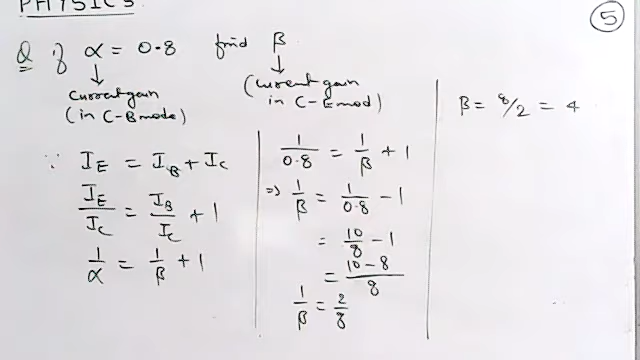 PHYSICS
5
Q If α = 0.8 find β
↓ ↓
Current gain (in C-B mode)
(Current gain in C-E mod)
∵ I_E = I_B + I_C
I_E/I_C = I_B/I_C + 1
1/α = 1/β + 1
1/0.8 = 1/β + 1
⇒ 1/β = 1/0.8 - 1
= 10/8 - 1
= 10-8/8
1/β = 2/8
β = 8/2 = 4